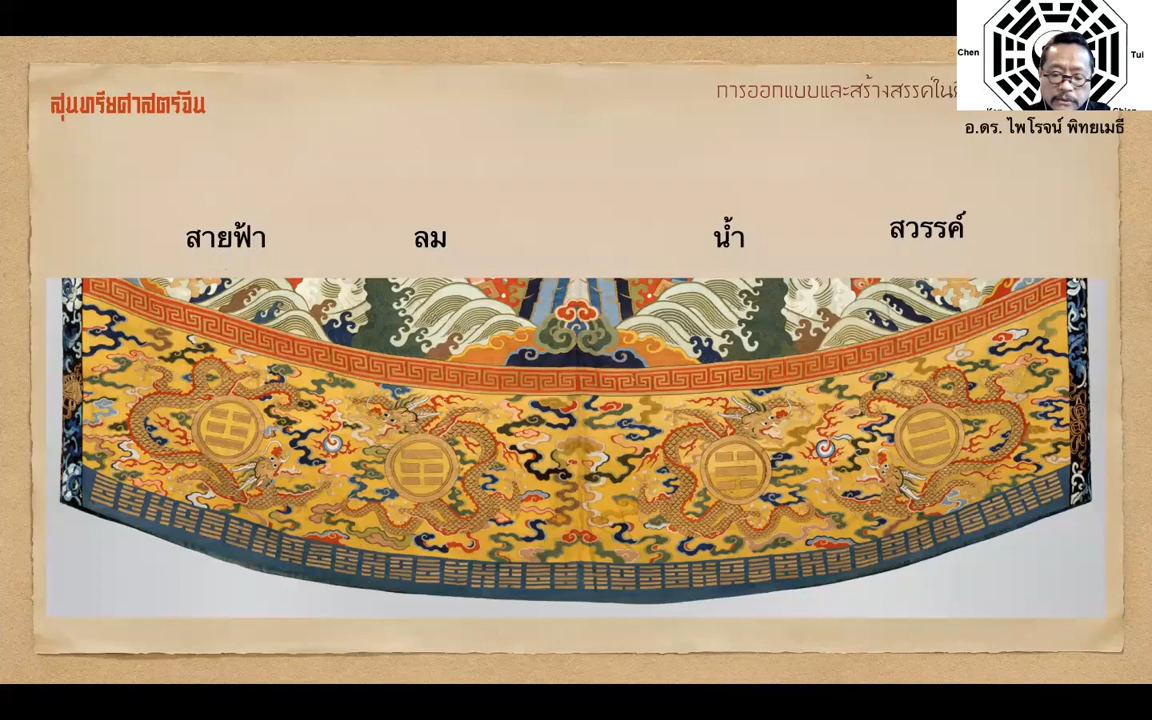 สุนทรียศาสตร์จีน
การออกแบบและสร้างสรรค์ใน
Chen
Tui
อ.ดร. ไพโรจน์ พิทยเมธี
สายฟ้า
ลม
น้ำ
สวรรค์